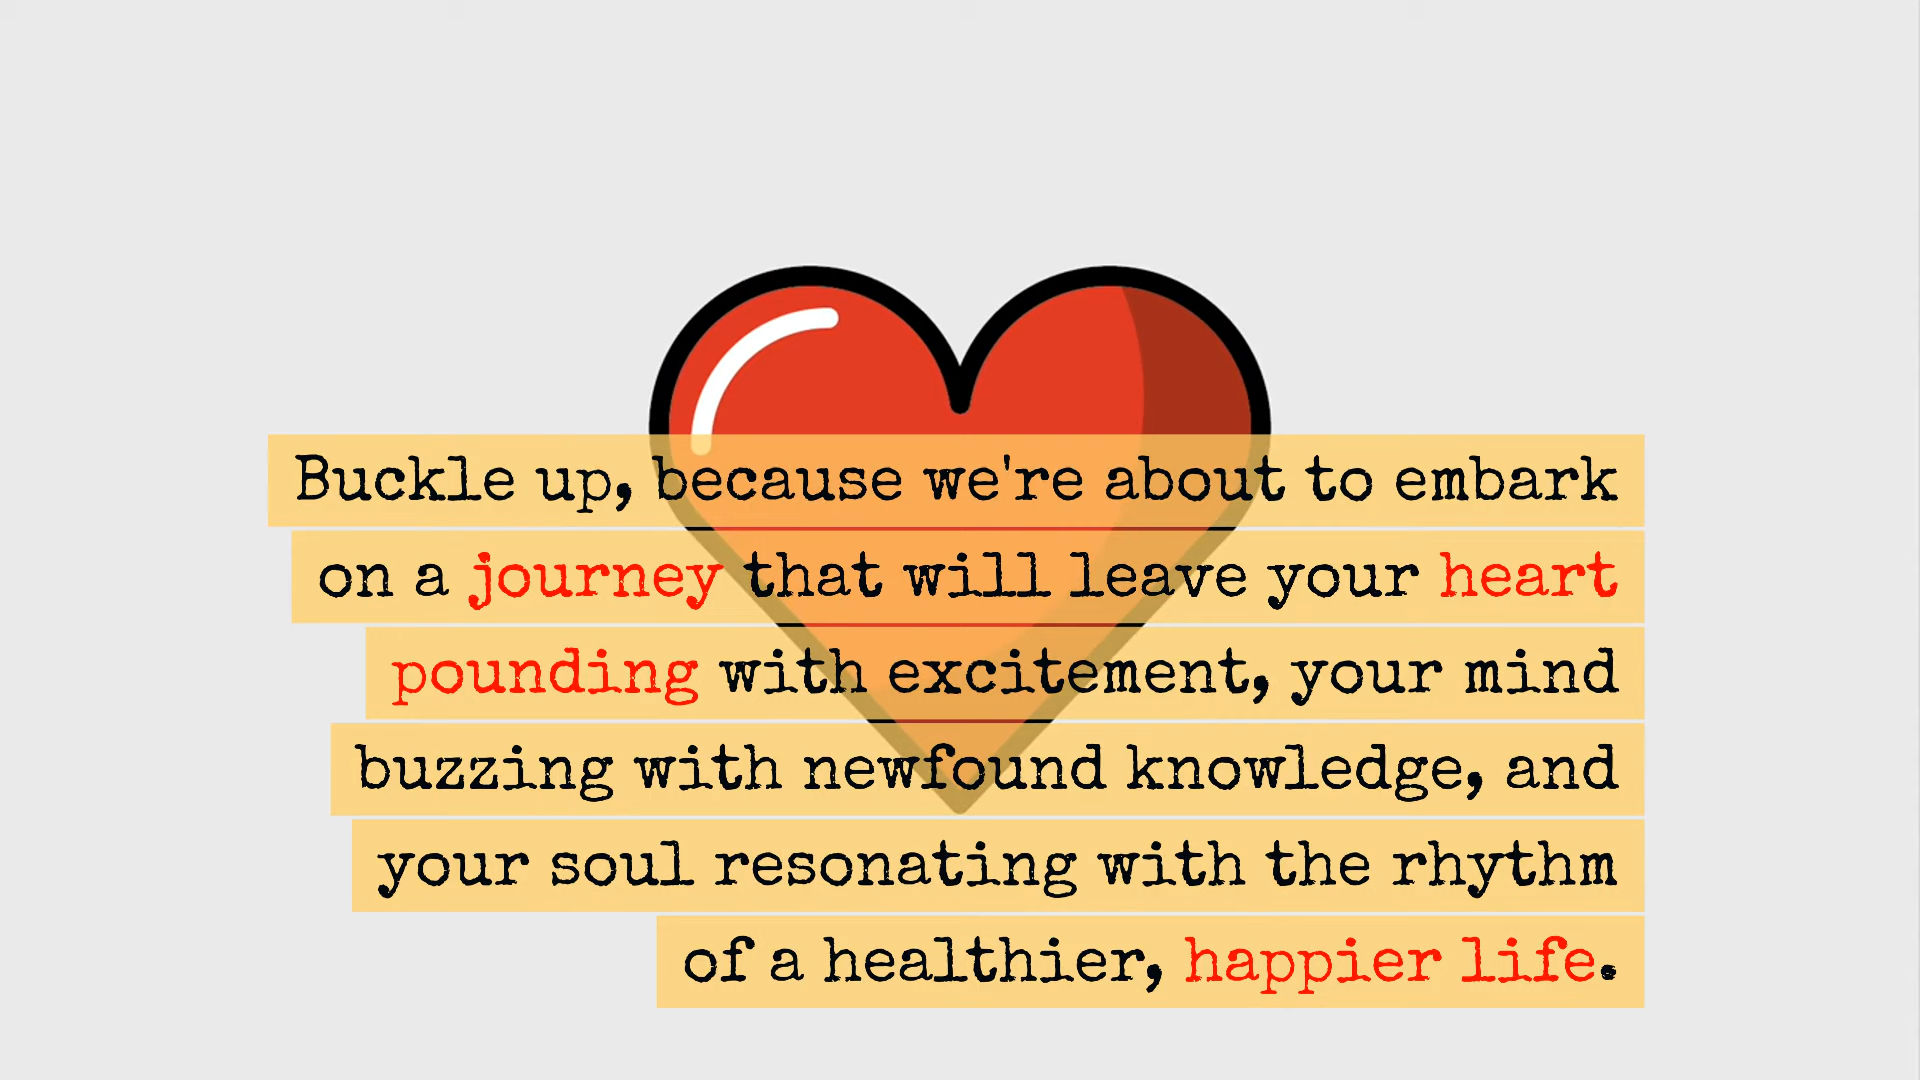 Buckle up, because we're about to embark
on a journey that will leave your heart
pounding with excitement, your mind
buzzing with newfound knowledge, and
your soul resonating with the rhythm
of a healthier, happier life.